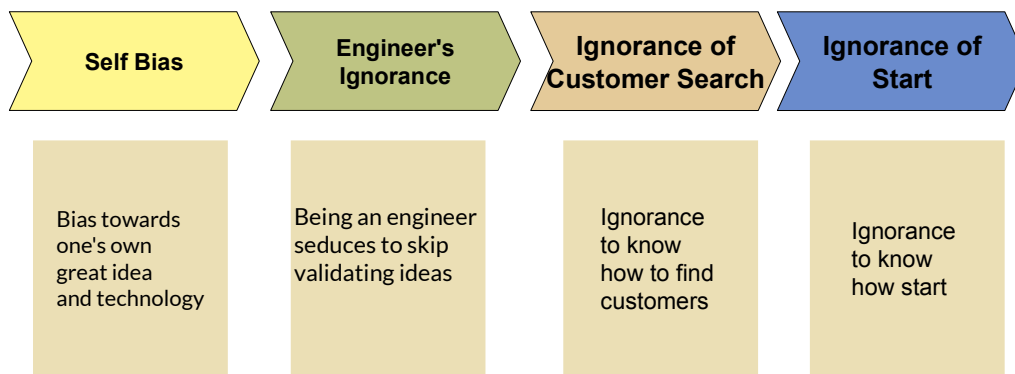 Self Bias
Engineer's
Ignorance
Ignorance of
Customer Search
Ignorance of
Start
Bias towards
one's own
great idea
and technology
Being an engineer
seduces to skip
validating ideas
Ignorance
to know
how to find
customers
Ignorance
to know
how start